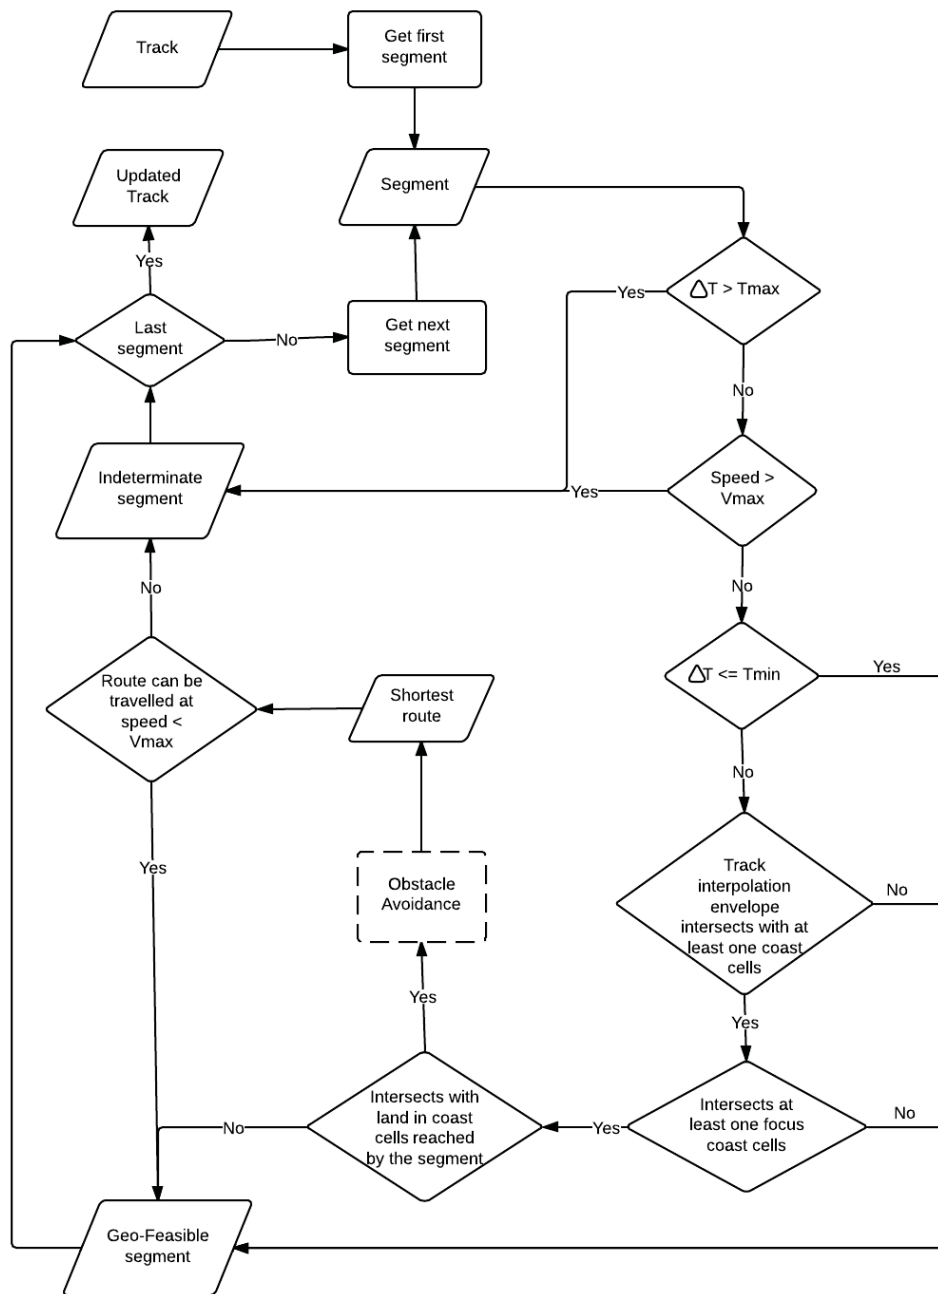 Track
Get first
segment
Updated
Track
Segment
Yes
△T > Tmax
Yes
Last
segment
No
Get next
segment
No
Indeterminate
segment
Yes
Speed >
Vmax
No
No
Route can be
travelled at
speed <
Vmax
Shortest
route
△T <= Tmin
Yes
No
Yes
Obstacle
Avoidance
Track
interpolation
envelope
intersects with at
least one coast
cells
No
Yes
Yes
Intersects with
land in coast
cells reached
by the segment
No
Yes
Intersects at
least one focus
coast cells
No
Geo-Feasible
segment